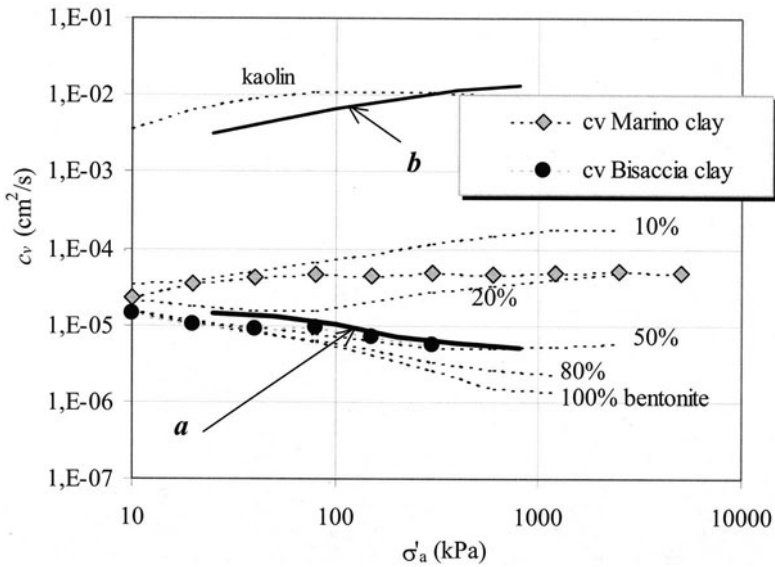 1,E-01
1,E-02
1,E-03
1,E-04
1,E-05
1,E-06
1,E-07
cv (cm²/s)
kaolin
b
cv Marino clay
cv Bisaccia clay
10%
20%
50%
80%
100% bentonite
a
10
100
1000
10000
σ'a (kPa)